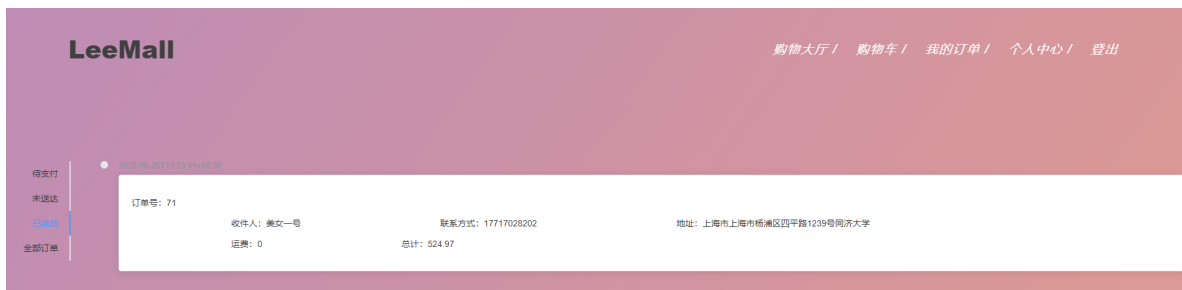 LeeMall
购物大厅 / 购物车 / 我的订单 / 个人中心 / 登出
待支付
未送达
已完成
全部订单
订单号：71
收件人：美女一号 联系方式：17717028202 地址：上海市上海市杨浦区四平路1239号同济大学
运费：0 总计：524.97